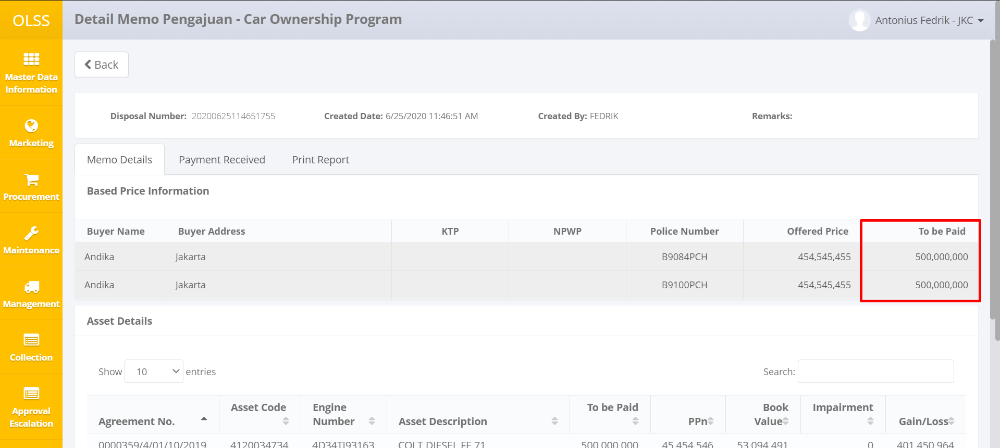 OLSS
Detail Memo Pengajuan - Car Ownership Program
Antonius Fedrik - JKC
Master Data
Information
Marketing
Procurement
Maintenance
Management
Collection
Approval
Escalation
Back
Disposal Number: 20200625114651755 Created Date: 6/25/2020 11:46:51 AM Created By: FEDRIK Remarks:
Memo Details Payment Received Print Report
Based Price Information
Buyer Name Buyer Address KTP NPWP Police Number Offered Price To be Paid
Andika Jakarta B9084PCH 454,545,455 500,000,000
Andika Jakarta B9100PCH 454,545,455 500,000,000
Asset Details
Show 10 entries Search:
Agreement No. Asset Code Engine Number Asset Description To be Paid PPn Book Value Impairment Gain/Loss
0000359/4/01/10/2019 4120034734 4D34TJ93163 COLT DIESEL FE 71 500,000,000 45,454,546 53,094,491 0 401,450,964